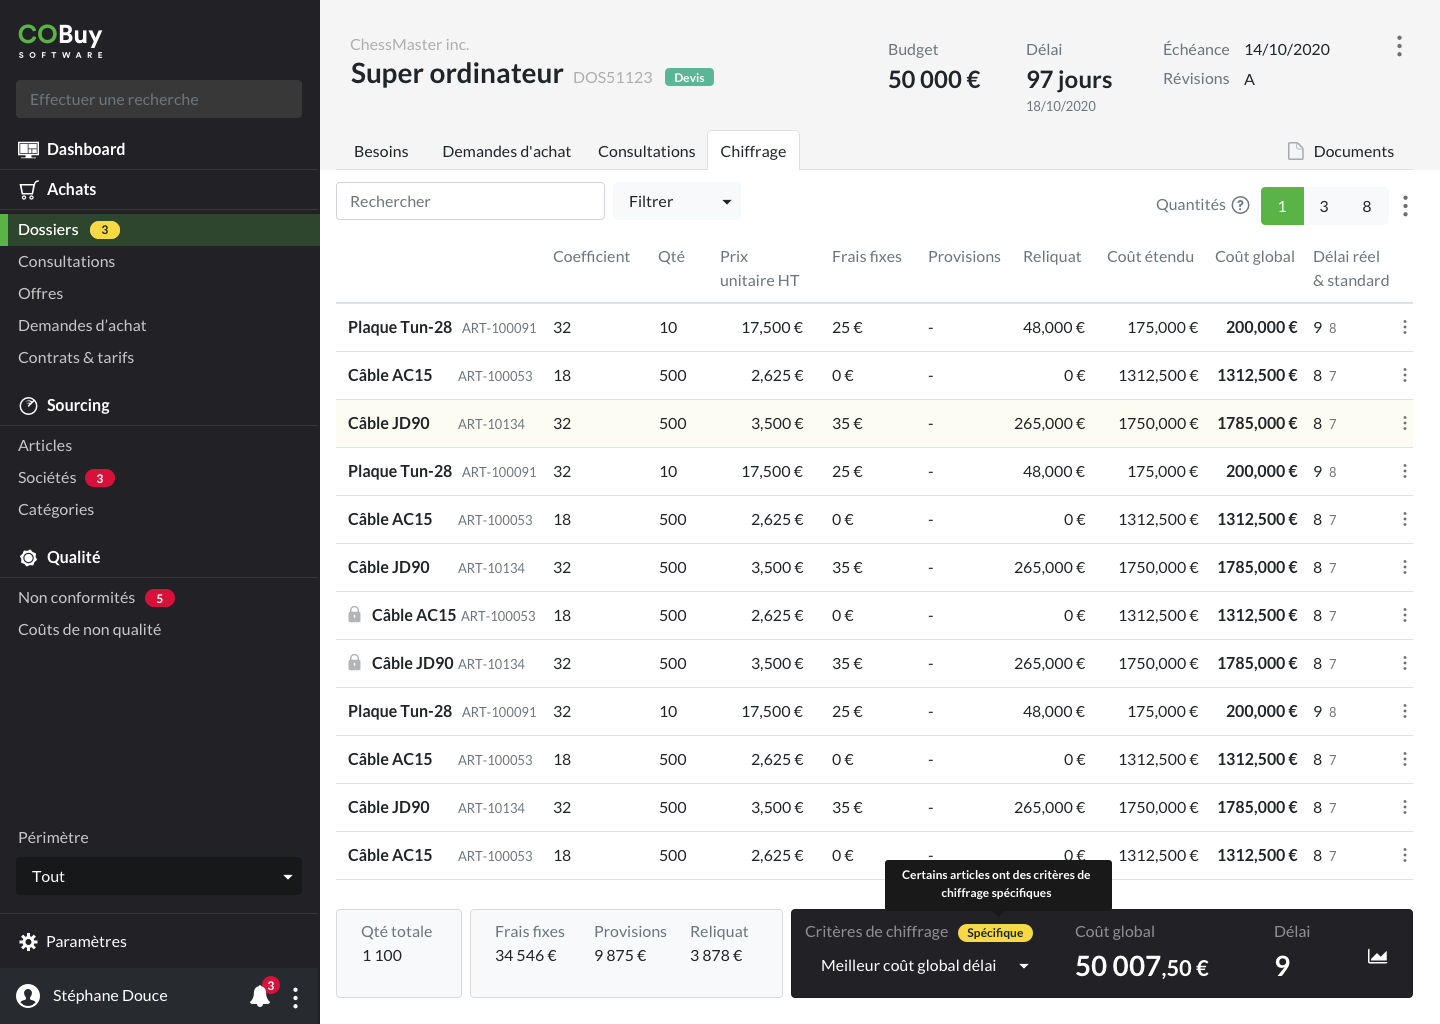 COBuy
SOFTWARE
Effectuer une recherche
Dashboard
Achats
Dossiers 3
Consultations
Offres
Demandes d’achat
Contrats & tarifs
Sourcing
Articles
Sociétés 3
Catégories
Qualité
Non conformités 5
Coûts de non qualité
Périmètre
Tout
Paramètres
Stéphane Douce 3
ChessMaster inc.
Super ordinateur DOS51123 Devis
Budget
50 000 €
Délai
97 jours
18/10/2020
Échéance 14/10/2020
Révisions A
Besoins Demandes d'achat Consultations Chiffrage Documents
Rechercher Filtrer Quantités ? 1 3 8
Coefficient Qté Prix unitaire HT Frais fixes Provisions Reliquat Coût étendu Coût global Délai réel & standard
Plaque Tun-28 ART-100091 32 10 17,500 € 25 € - 48,000 € 175,000 € 200,000 € 9 8
Câble AC15 ART-100053 18 500 2,625 € 0 € - 0 € 1312,500 € 1312,500 € 8 7
Câble JD90 ART-10134 32 500 3,500 € 35 € - 265,000 € 1750,000 € 1785,000 € 8 7
Plaque Tun-28 ART-100091 32 10 17,500 € 25 € - 48,000 € 175,000 € 200,000 € 9 8
Câble AC15 ART-100053 18 500 2,625 € 0 € - 0 € 1312,500 € 1312,500 € 8 7
Câble JD90 ART-10134 32 500 3,500 € 35 € - 265,000 € 1750,000 € 1785,000 € 8 7
Câble AC15 ART-100053 18 500 2,625 € 0 € - 0 € 1312,500 € 1312,500 € 8 7
Câble JD90 ART-10134 32 500 3,500 € 35 € - 265,000 € 1750,000 € 1785,000 € 8 7
Plaque Tun-28 ART-100091 32 10 17,500 € 25 € - 48,000 € 175,000 € 200,000 € 9 8
Câble AC15 ART-100053 18 500 2,625 € 0 € - 0 € 1312,500 € 1312,500 € 8 7
Câble JD90 ART-10134 32 500 3,500 € 35 € - 265,000 € 1750,000 € 1785,000 € 8 7
Câble AC15 ART-100053 18 500 2,625 € 0 € - 0 € 1312,500 € 1312,500 € 8 7
Certains articles ont des critères de
chiffrage spécifiques
Qté totale
1 100
Frais fixes Provisions Reliquat
34 546 € 9 875 € 3 878 €
Critères de chiffrage Spécifique Coût global Délai
Meilleur coût global délai 50 007,50 € 9